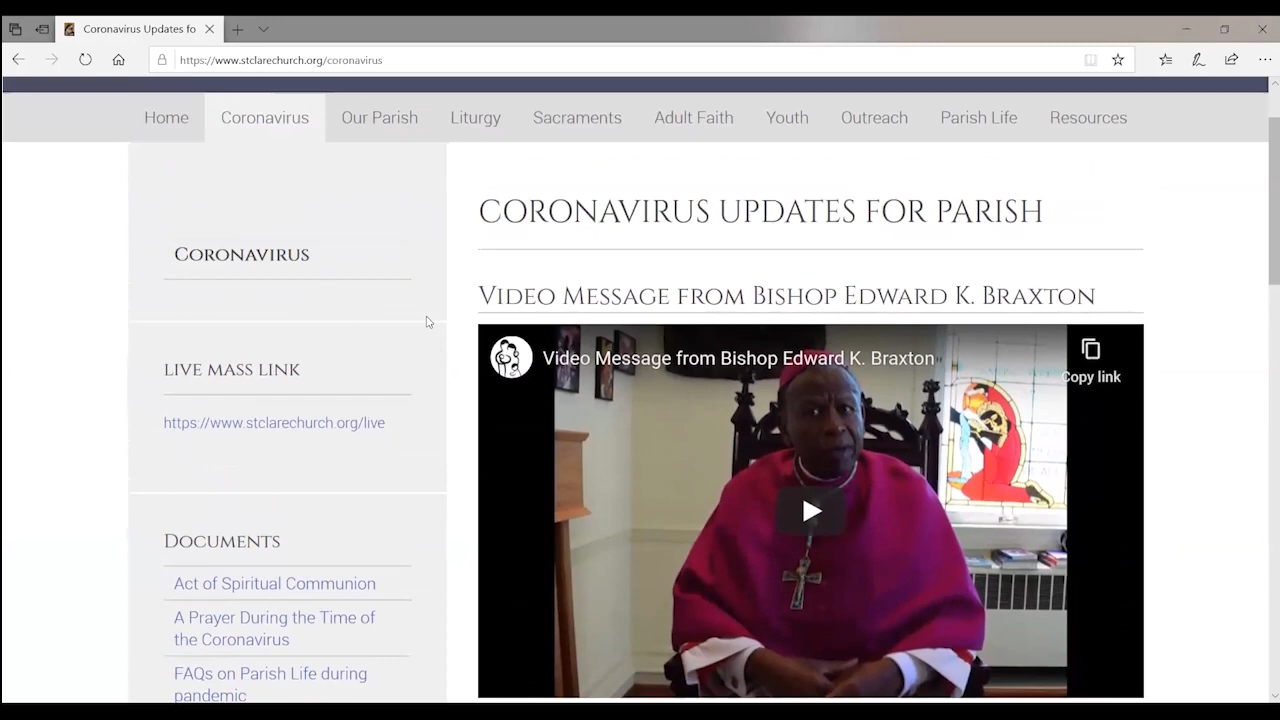 Coronavirus Updates fo
https://www.stclarechurch.org/coronavirus
Home Coronavirus Our Parish Liturgy Sacraments Adult Faith Youth Outreach Parish Life Resources
CORONAVIRUS UPDATES FOR PARISH
CORONAVIRUS
VIDEO MESSAGE FROM BISHOP EDWARD K. BRAXTON
Video Message from Bishop Edward K. Braxton
Copy link
LIVE MASS LINK
https://www.stclarechurch.org/live
DOCUMENTS
Act of Spiritual Communion
A Prayer During the Time of
the Coronavirus
FAQs on Parish Life during
pandemic